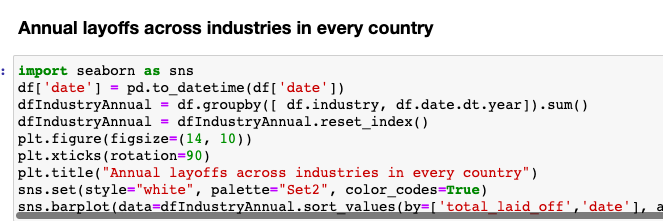 Annual layoffs across industries in every country
: import seaborn as sns
df['date'] = pd.to_datetime(df['date'])
dfIndustryAnnual = df.groupby([ df.industry, df.date.dt.year]).sum()
dfIndustryAnnual = dfIndustryAnnual.reset_index()
plt.figure(figsize=(14, 10))
plt.xticks(rotation=90)
plt.title("Annual layoffs across industries in every country")
sns.set(style="white", palette="Set2", color_codes=True)
sns.barplot(data=dfIndustryAnnual.sort_values(by=['total_laid_off','date'], a